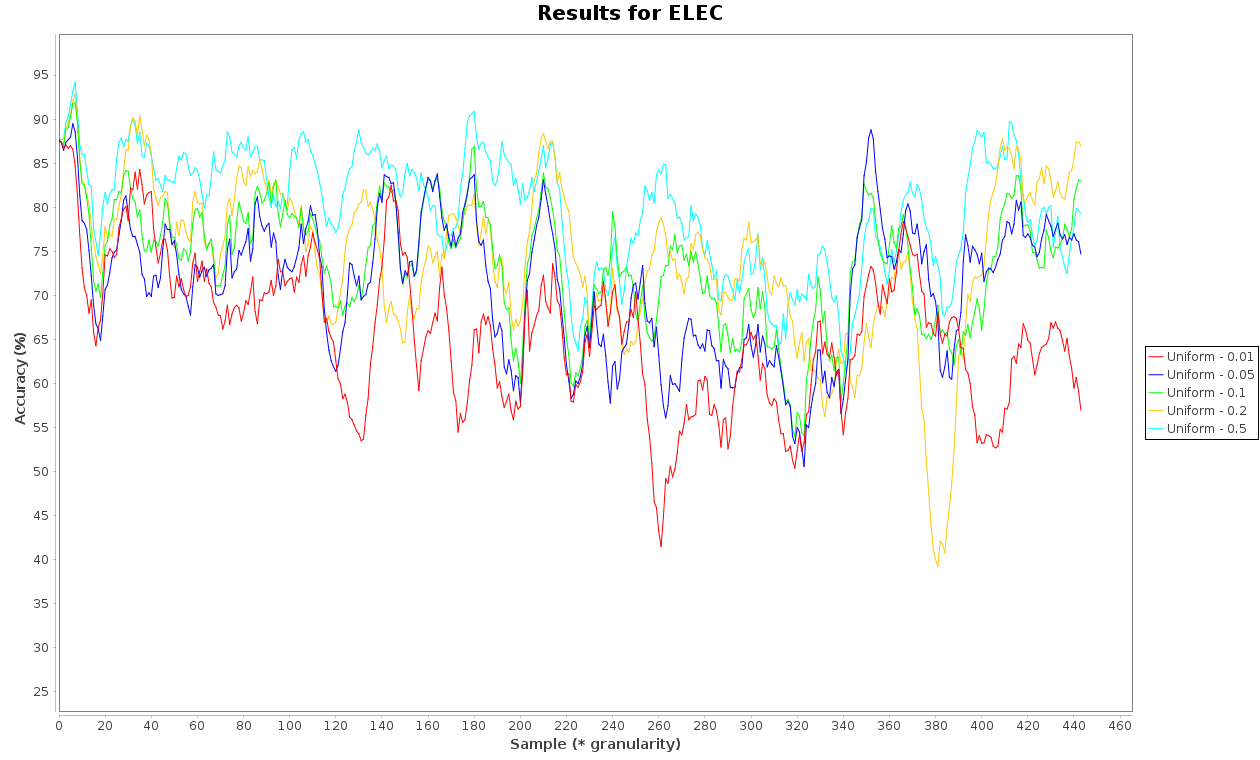 Results for ELEC
Accuracy (%)
95
90
85
80
75
70
65
60
55
50
45
40
35
30
25
0 20 40 60 80 100 120 140 160 180 200 220 240 260 280 300 320 340 360 380 400 420 440 460
Sample (* granularity)
Uniform - 0.01
Uniform - 0.05
Uniform - 0.1
Uniform - 0.2
Uniform - 0.5